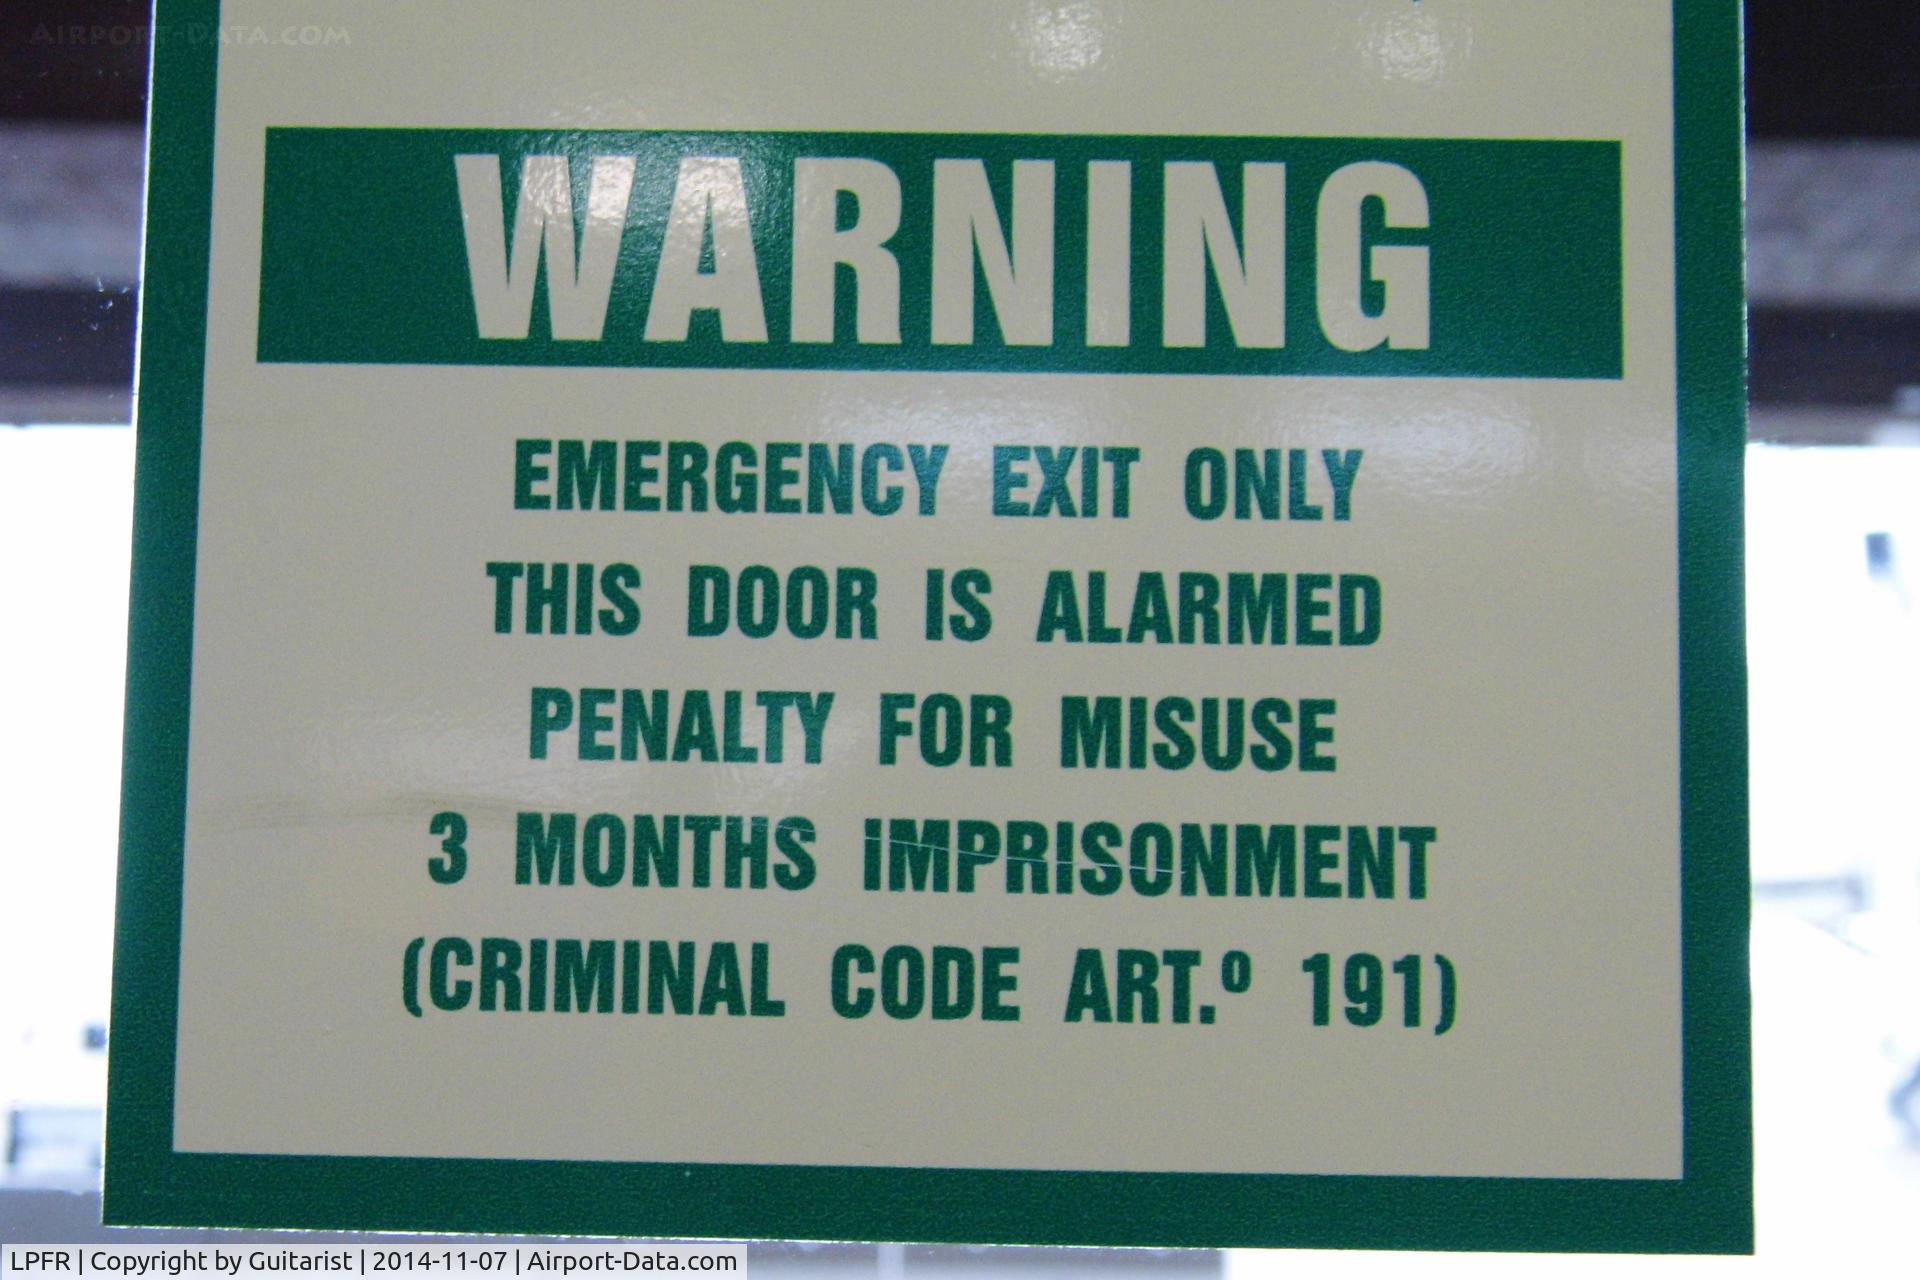 AIRPORT-DATA.COM
WARNING
EMERGENCY EXIT ONLY
THIS DOOR IS ALARMED
PENALTY FOR MISUSE
3 MONTHS IMPRISONMENT
(CRIMINAL CODE ART.º 191)
LPFR | Copyright by Guitarist | 2014-11-07 | Airport-Data.com